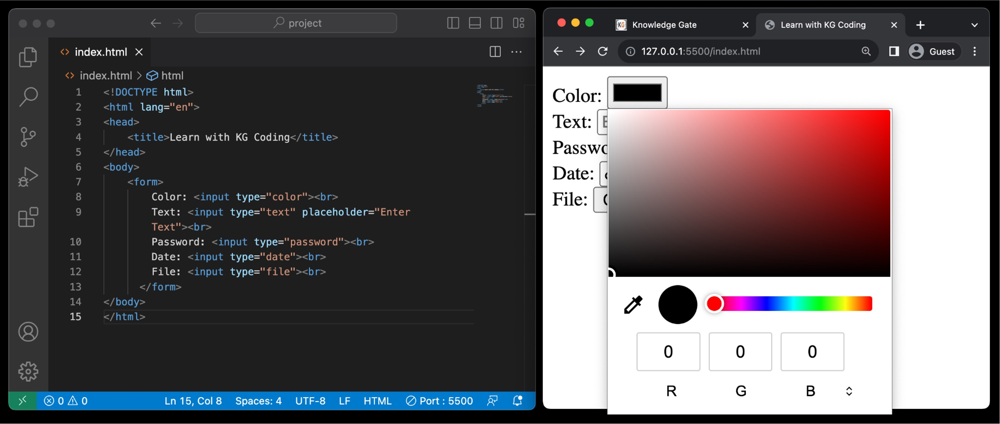 project
index.html
index.html > html
1 <!DOCTYPE html>
2 <html lang="en">
3 <head>
4 <title>Learn with KG Coding</title>
5 </head>
6 <body>
7 <form>
8 Color: <input type="color"><br>
9 Text: <input type="text" placeholder="Enter
Text"><br>
10 Password: <input type="password"><br>
11 Date: <input type="date"><br>
12 File: <input type="file"><br>
13 </form>
14 </body>
15 </html>
0 0 Ln 15, Col 8 Spaces: 4 UTF-8 LF HTML Port : 5500
KG Knowledge Gate Learn with KG Coding
127.0.0.1:5500/index.html Guest
Color:
Text:
Passwo
Date:
File:
0 0 0
R G B